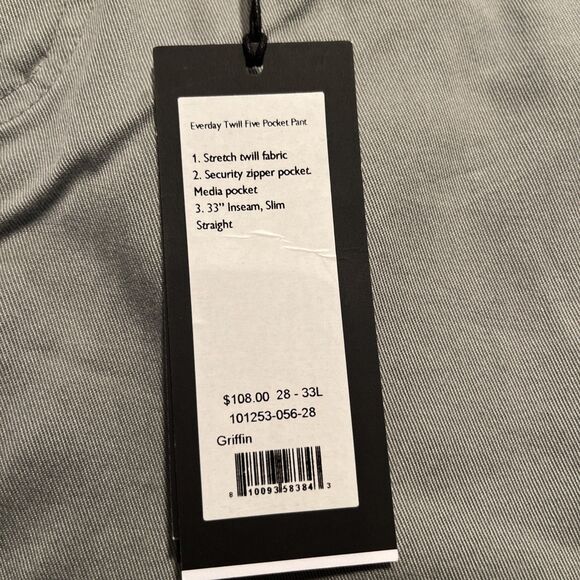 Everday Twill Five Pocket Pant
1. Stretch twill fabric
2. Security zipper pocket.
Media pocket
3. 33" Inseam, Slim
Straight
$108.00 28 - 33L
101253-056-28
Griffin
8 10093 58384 3